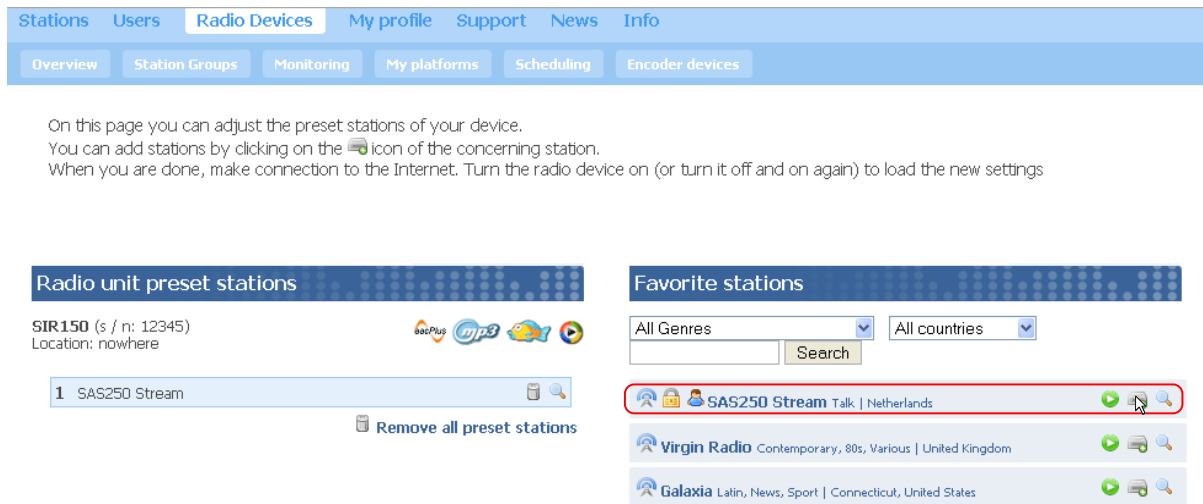 Stations Users Radio Devices My profile Support News Info
Overview Station Groups Monitoring My platforms Scheduling Encoder devices
On this page you can adjust the preset stations of your device.
You can add stations by clicking on the icon of the concerning station.
When you are done, make connection to the Internet. Turn the radio device on (or turn it off and on again) to load the new settings
Radio unit preset stations
SIR150 (s / n: 12345)
Location: nowhere
aacPlus mp3
1 SAS250 Stream
Remove all preset stations
Favorite stations
All Genres All countries
Search
SAS250 Stream Talk | Netherlands
Virgin Radio Contemporary, 80s, Various | United Kingdom
Galaxia Latin, News, Sport | Connecticut, United States